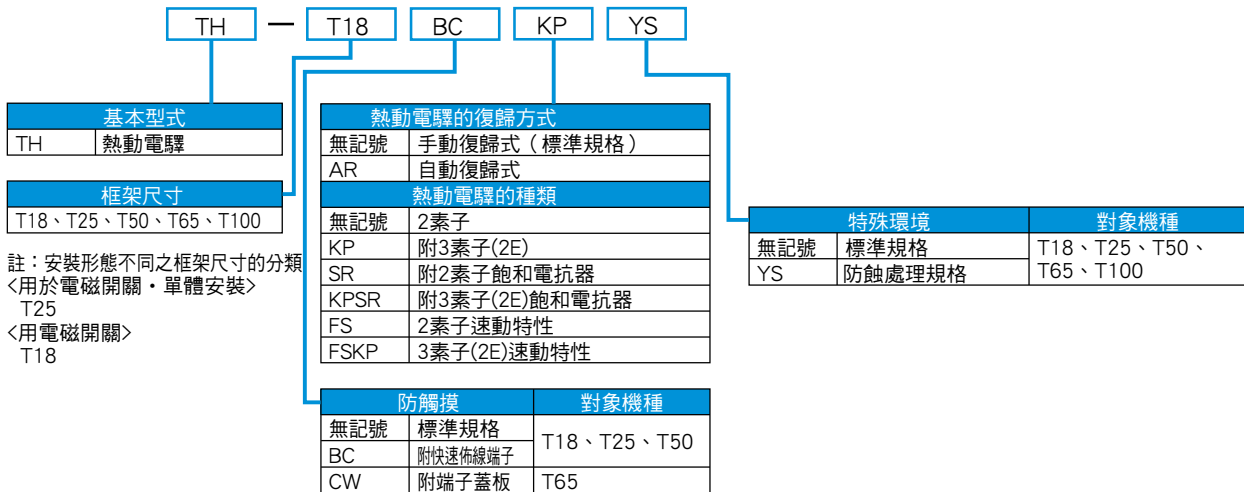 TH — T18 BC KP YS
基本型式
TH 熱動電驛
框架尺寸
T18、T25、T50、T65、T100
註：安裝形態不同之框架尺寸的分類
<用於電磁開關・單體安裝>
T25
<用電磁開關>
T18
熱動電驛的復歸方式
無記號 手動復歸式（標準規格）
AR 自動復歸式
熱動電驛的種類
無記號 2素子
KP 附3素子(2E)
SR 附2素子飽和電抗器
KPSR 附3素子(2E)飽和電抗器
FS 2素子速動特性
FSKP 3素子(2E)速動特性
防觸摸 對象機種
無記號 標準規格 T18、T25、T50
BC 附快速佈線端子
CW 附端子蓋板 T65
特殊環境 對象機種
無記號 標準規格 T18、T25、T50、
YS 防蝕處理規格 T65、T100